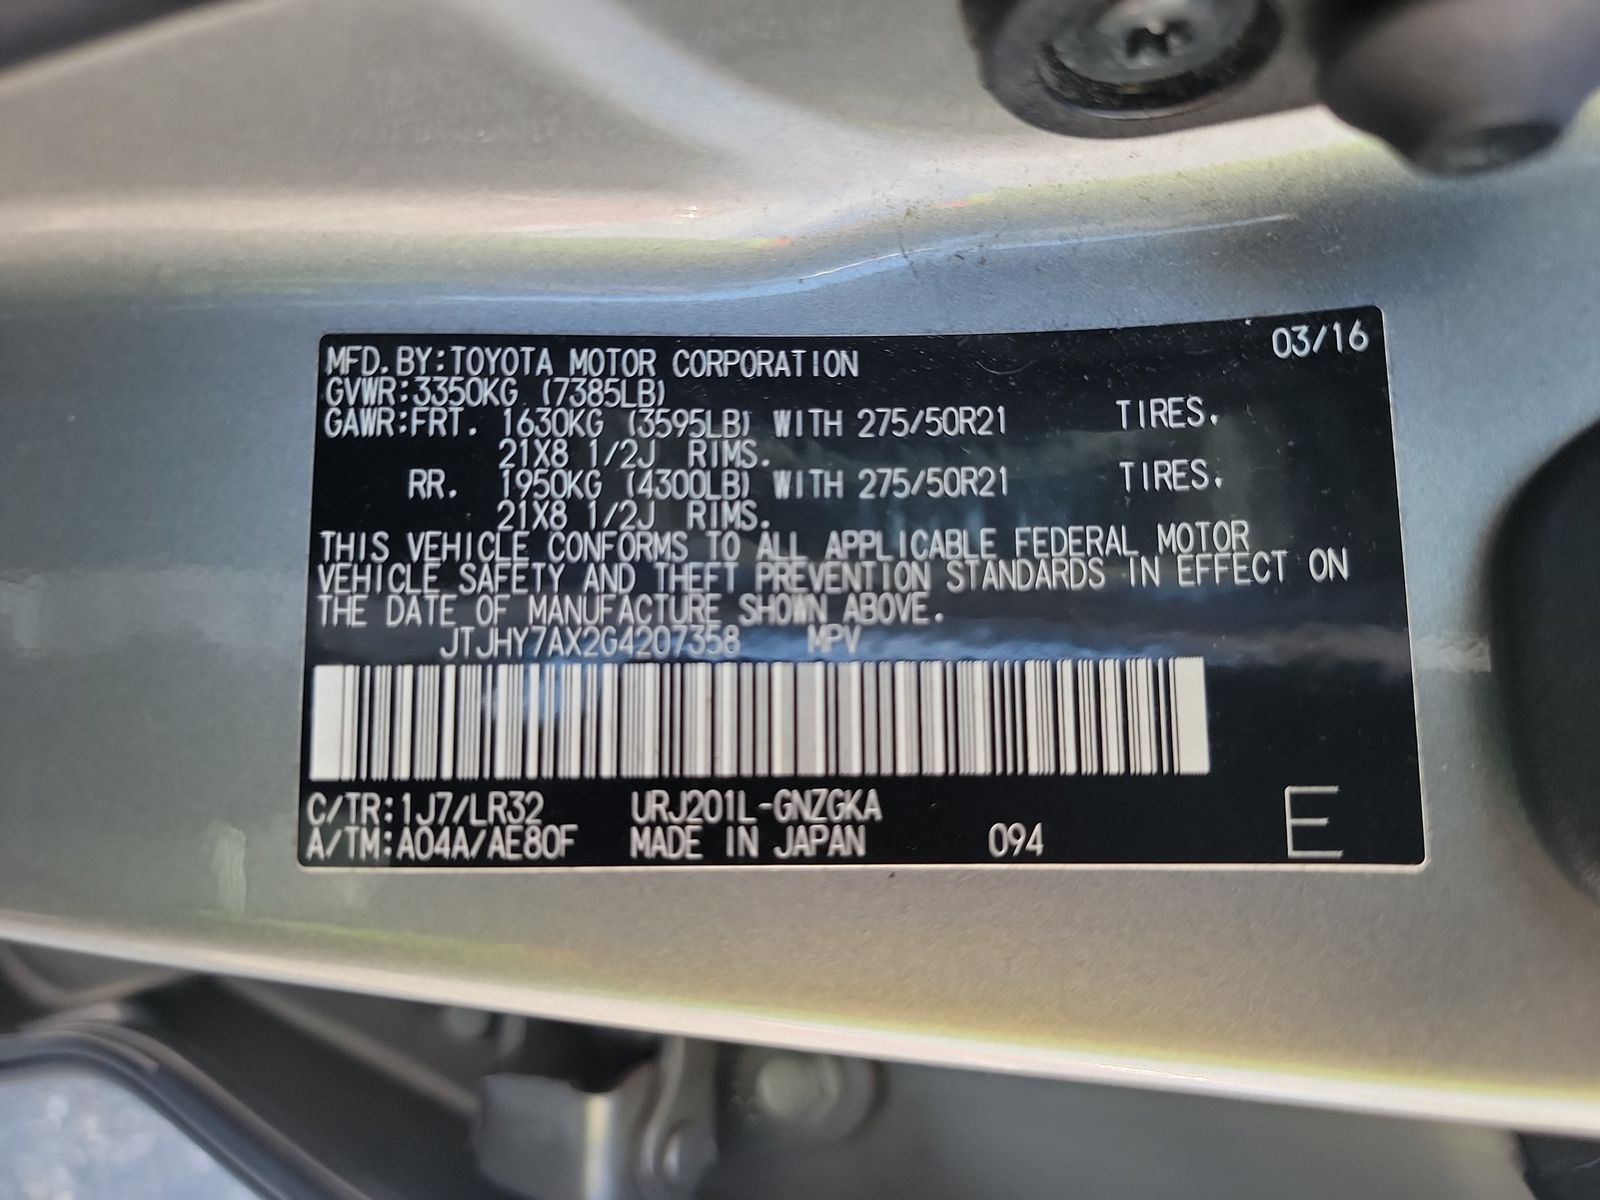 03/16
MFD. BY:TOYOTA MOTOR CORPORATION
GVWR:3350KG (7385LB)
GAWR:FRT. 1630KG (3595LB) WITH 275/50R21 TIRES.
21X8 1/2J RIMS.
RR. 1950KG (4300LB) WITH 275/50R21 TIRES.
21X8 1/2J RIMS.
THIS VEHICLE CONFORMS TO ALL APPLICABLE FEDERAL MOTOR
VEHICLE SAFETY AND THEFT PREVENTION STANDARDS IN EFFECT ON
THE DATE OF MANUFACTURE SHOWN ABOVE.
JTJHY7AX2G4207358 MPV
C/TR:1J7/LR32 URJ201L-GNZGKA
A/TM:A04A/AE80F MADE IN JAPAN 094 E